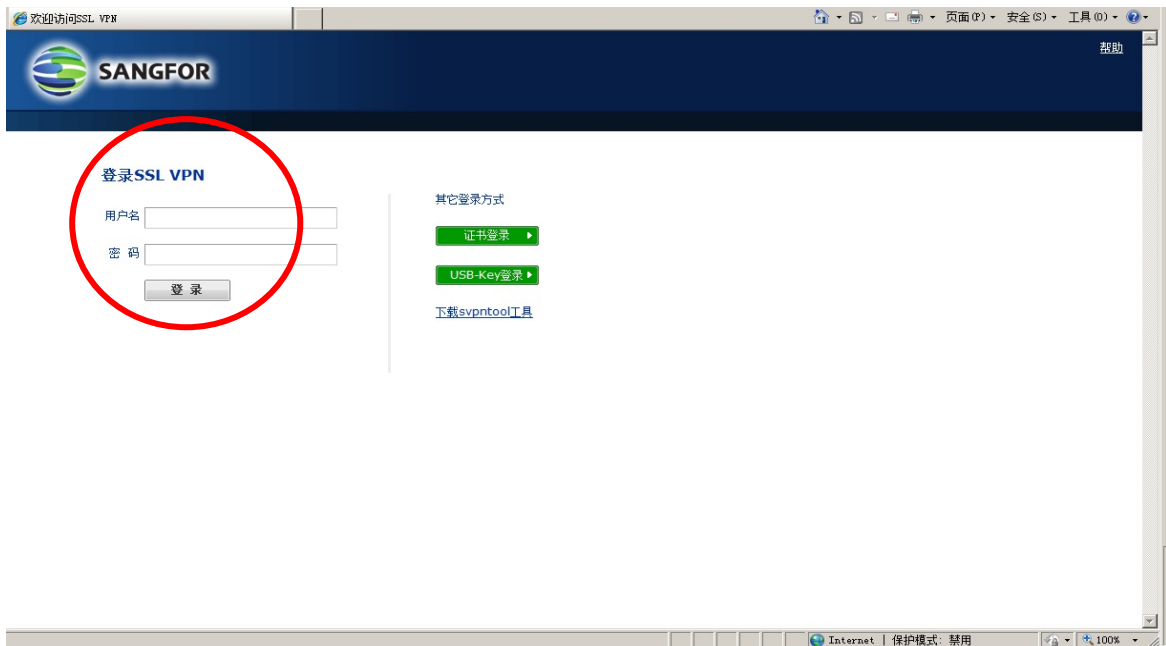 欢迎访问SSL VPN
页面(P) 安全(S) 工具(O)
帮助
SANGFOR
登录SSL VPN
用户名
密 码
登 录
其它登录方式
证书登录
USB-Key登录
下载svpntool工具
Internet | 保护模式: 禁用
100%